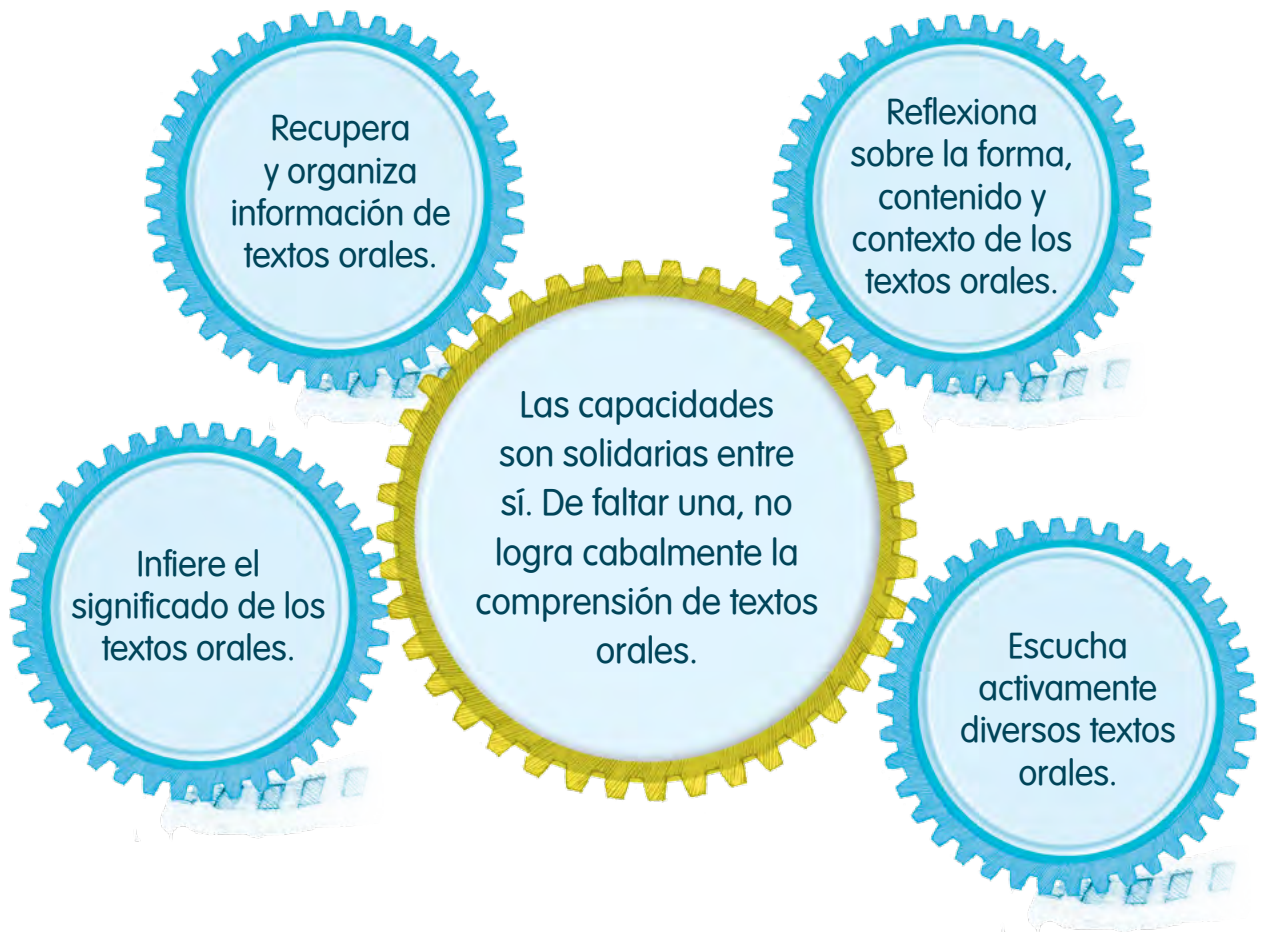 Recupera
y organiza
información de
textos orales.
Reflexiona
sobre la forma,
contenido y
contexto de los
textos orales.
Las capacidades
son solidarias entre
sí. De faltar una, no
logra cabalmente la
comprensión de textos
orales.
Infiere el
significado de los
textos orales.
Escucha
activamente
diversos textos
orales.